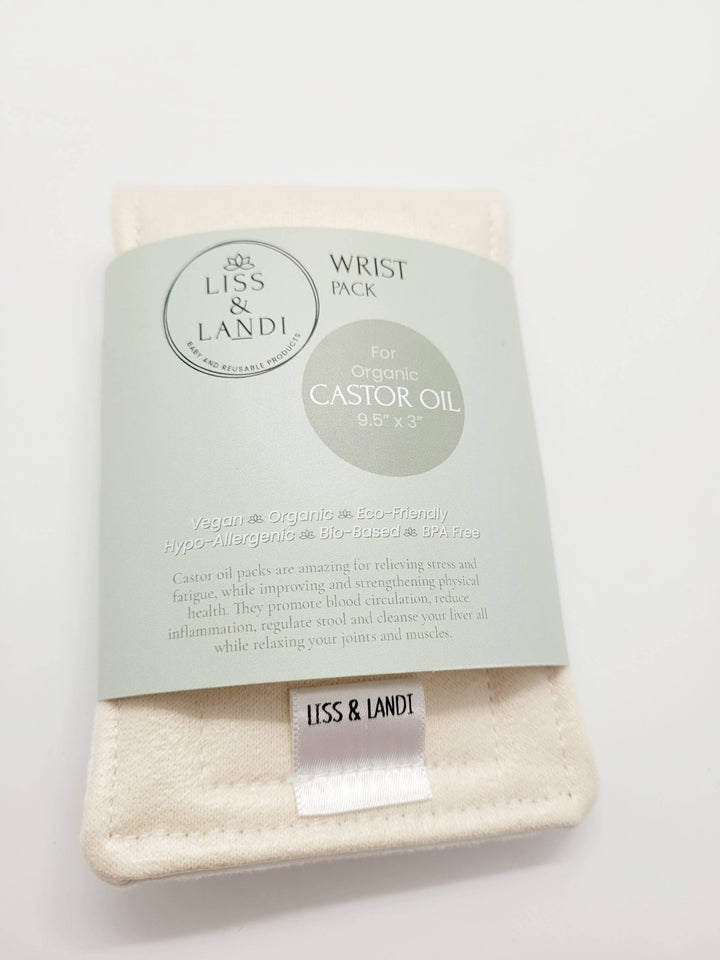 LISS
&
LANDI
BABY AND REUSABLE PRODUCTS
WRIST
PACK
For
Organic
CASTOR OIL
9.5" x 3"
Vegan Organic Eco-Friendly
Hypo-Allergenic Bio-Based BPA Free
Castor oil packs are amazing for relieving stress and
fatigue, while improving and strengthening physical
health. They promote blood circulation, reduce
inflammation, regulate stool and cleanse your liver all
while relaxing your joints and muscles.
LISS & LANDI